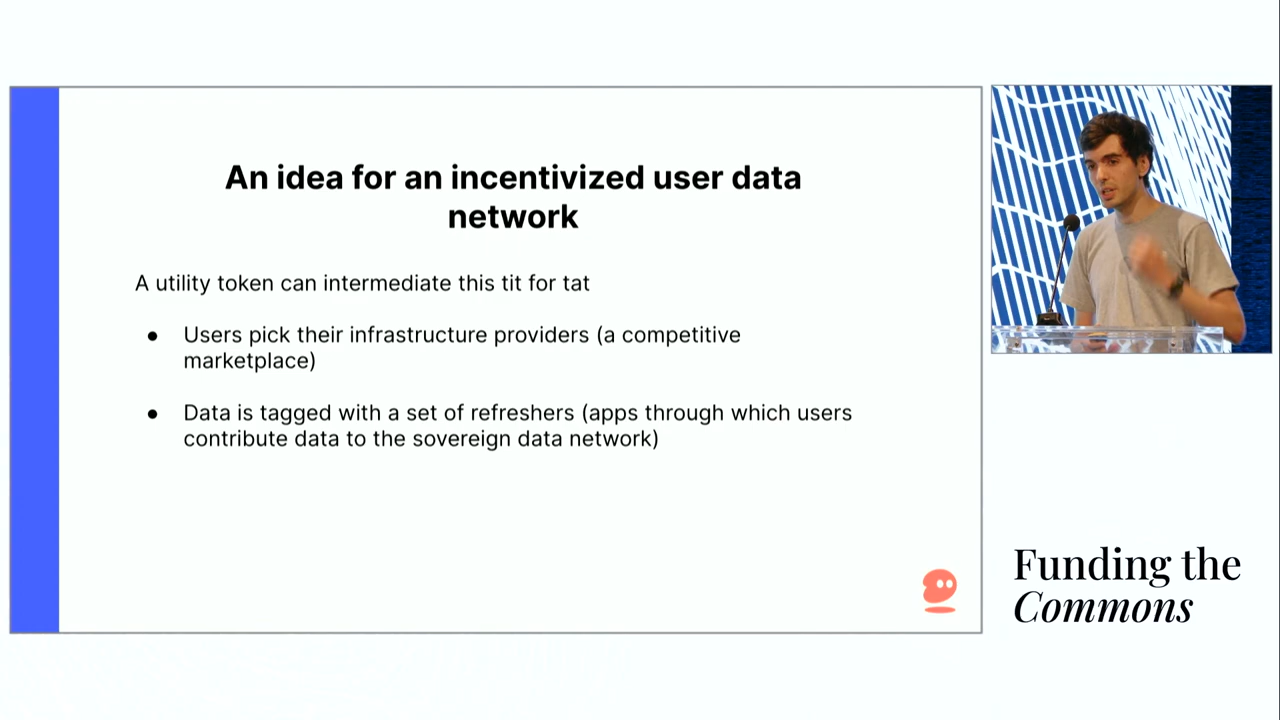 An idea for an incentivized user data
network
A utility token can intermediate this tit for tat
● Users pick their infrastructure providers (a competitive
marketplace)
● Data is tagged with a set of refreshers (apps through which users
contribute data to the sovereign data network)
Funding the
Commons